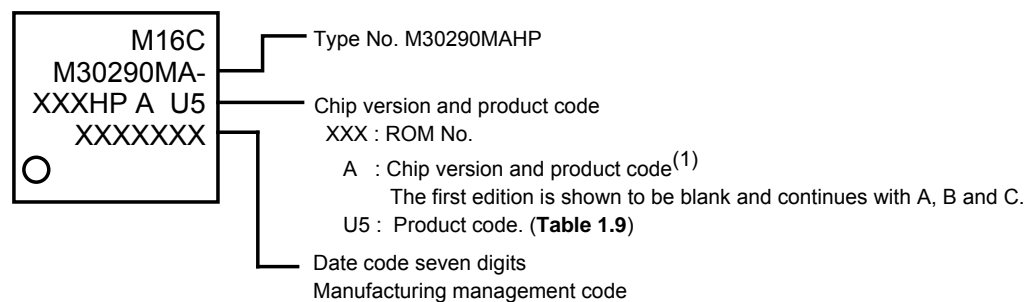 M16C
M30290MA-
XXXHP A U5
XXXXXXX
Type No. M30290MAHP
Chip version and product code
XXX : ROM No.
A : Chip version and product code(1)
The first edition is shown to be blank and continues with A, B and C.
U5 : Product code. (Table 1.9)
Date code seven digits
Manufacturing management code